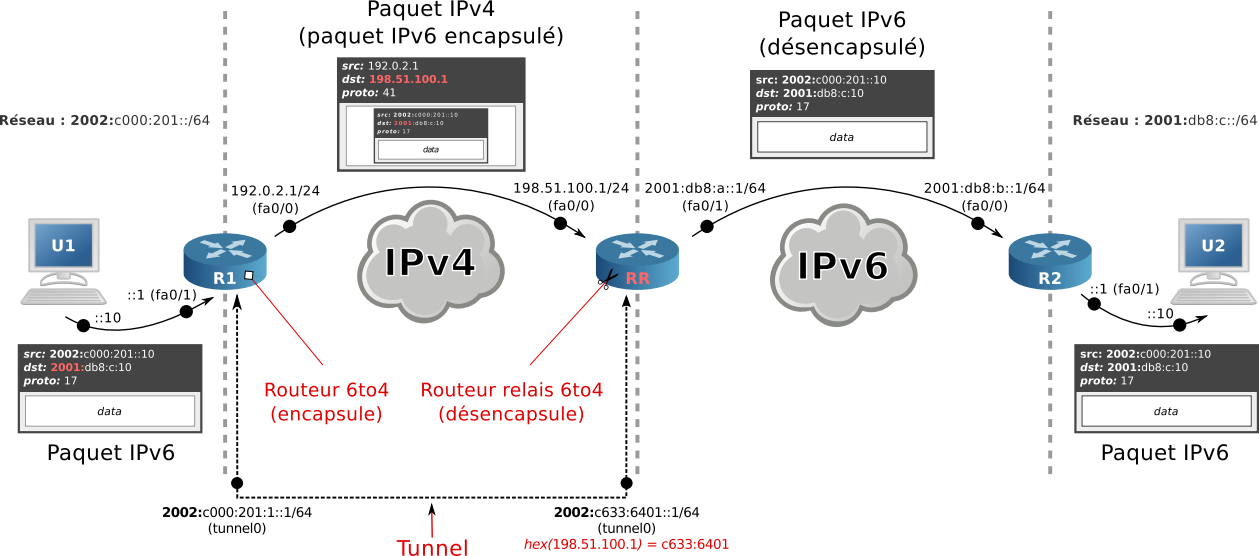 Paquet IPv4
(paquet IPv6 encapsulé)
src: 192.0.2.1
dst: 198.51.100.1
proto: 41
src: 2002:c000:201::10
dst: 2001:db8:c:10
proto: 17
data
Paquet IPv6
(désencapsulé)
src: 2002:c000:201::10
dst: 2001:db8:c:10
proto: 17
data
Réseau : 2002:c000:201::/64
Réseau : 2001:db8:c::/64
192.0.2.1/24
(fa0/0)
198.51.100.1/24
(fa0/0)
2001:db8:a::1/64
(fa0/1)
2001:db8:b::1/64
(fa0/0)
U1
R1
IPv4
RR
IPv6
R2
U2
::1 (fa0/1)
::10
::1 (fa0/1)
::10
src: 2002:c000:201::10
dst: 2001:db8:c:10
proto: 17
data
Paquet IPv6
Routeur 6to4
(encapsule)
Routeur relais 6to4
(désencapsule)
src: 2002:c000:201::10
dst: 2001:db8:c:10
proto: 17
data
Paquet IPv6
2002:c000:201:1::1/64
(tunnel0)
2002:c633:6401::1/64
(tunnel0)
hex(198.51.100.1) = c633:6401
Tunnel